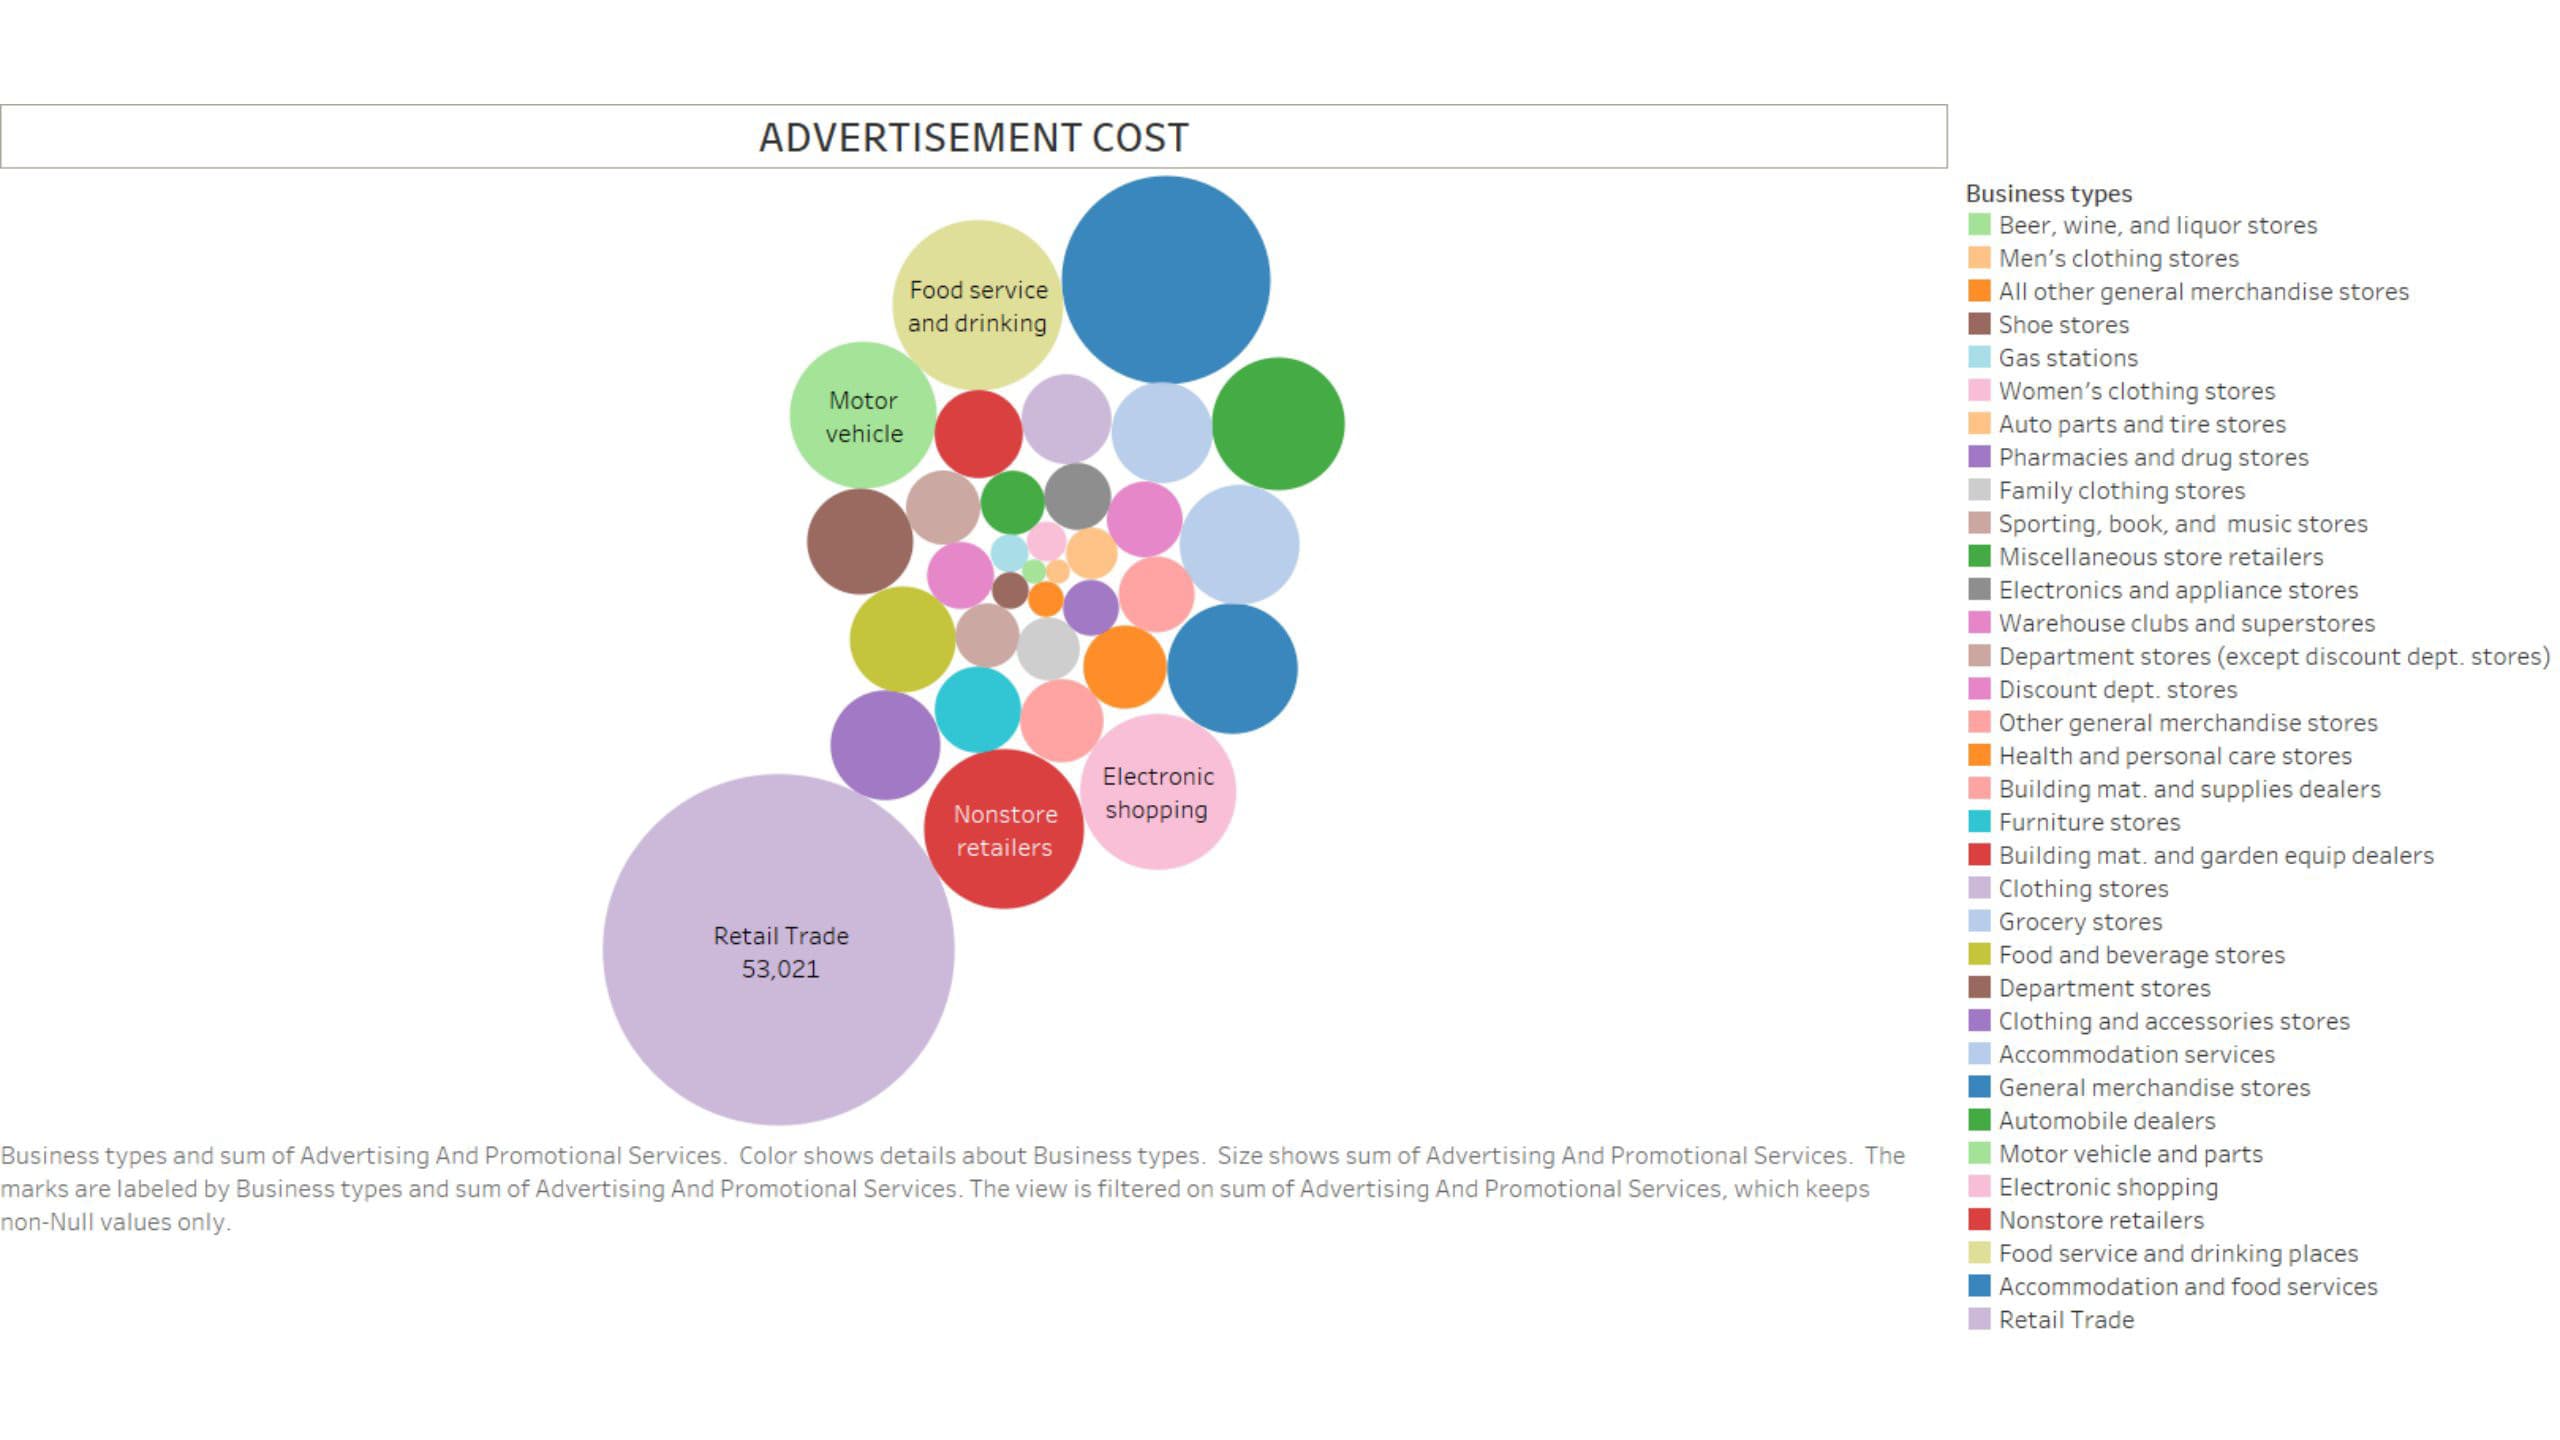 ADVERTISEMENT COST
Food service
and drinking
Motor
vehicle
Electronic
shopping
Nonstore
retailers
Retail Trade
53,021
Business types and sum of Advertising And Promotional Services.  Color shows details about Business types.  Size shows sum of Advertising And Promotional Services.  The
marks are labeled by Business types and sum of Advertising And Promotional Services. The view is filtered on sum of Advertising And Promotional Services, which keeps
non-Null values only.
Business types
Beer, wine, and liquor stores
Men's clothing stores
All other general merchandise stores
Shoe stores
Gas stations
Women's clothing stores
Auto parts and tire stores
Pharmacies and drug stores
Family clothing stores
Sporting, book, and  music stores
Miscellaneous store retailers
Electronics and appliance stores
Warehouse clubs and superstores
Department stores (except discount dept. stores)
Discount dept. stores
Other general merchandise stores
Health and personal care stores
Building mat. and supplies dealers
Furniture stores
Building mat. and garden equip dealers
Clothing stores
Grocery stores
Food and beverage stores
Department stores
Clothing and accessories stores
Accommodation services
General merchandise stores
Automobile dealers
Motor vehicle and parts
Electronic shopping
Nonstore retailers
Food service and drinking places
Accommodation and food services
Retail Trade